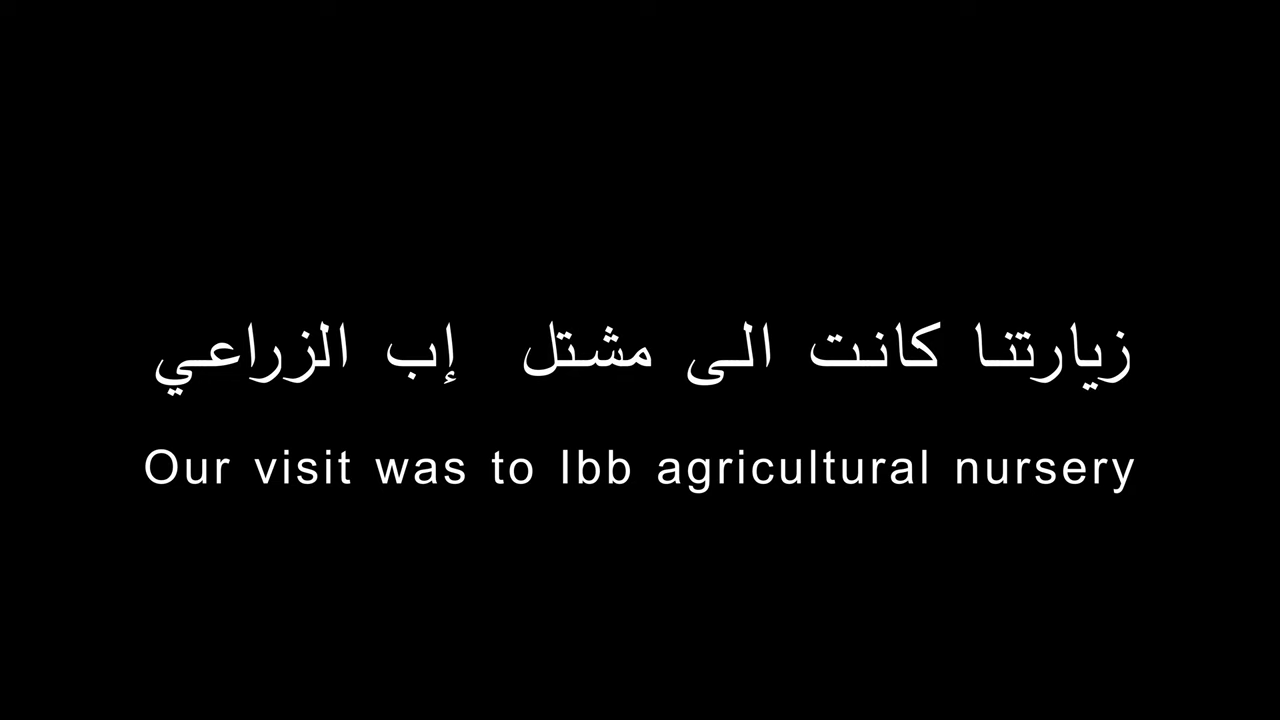 زيارتنا كانت الى مشتل إب الزراعي
Our visit was to Ibb agricultural nursery